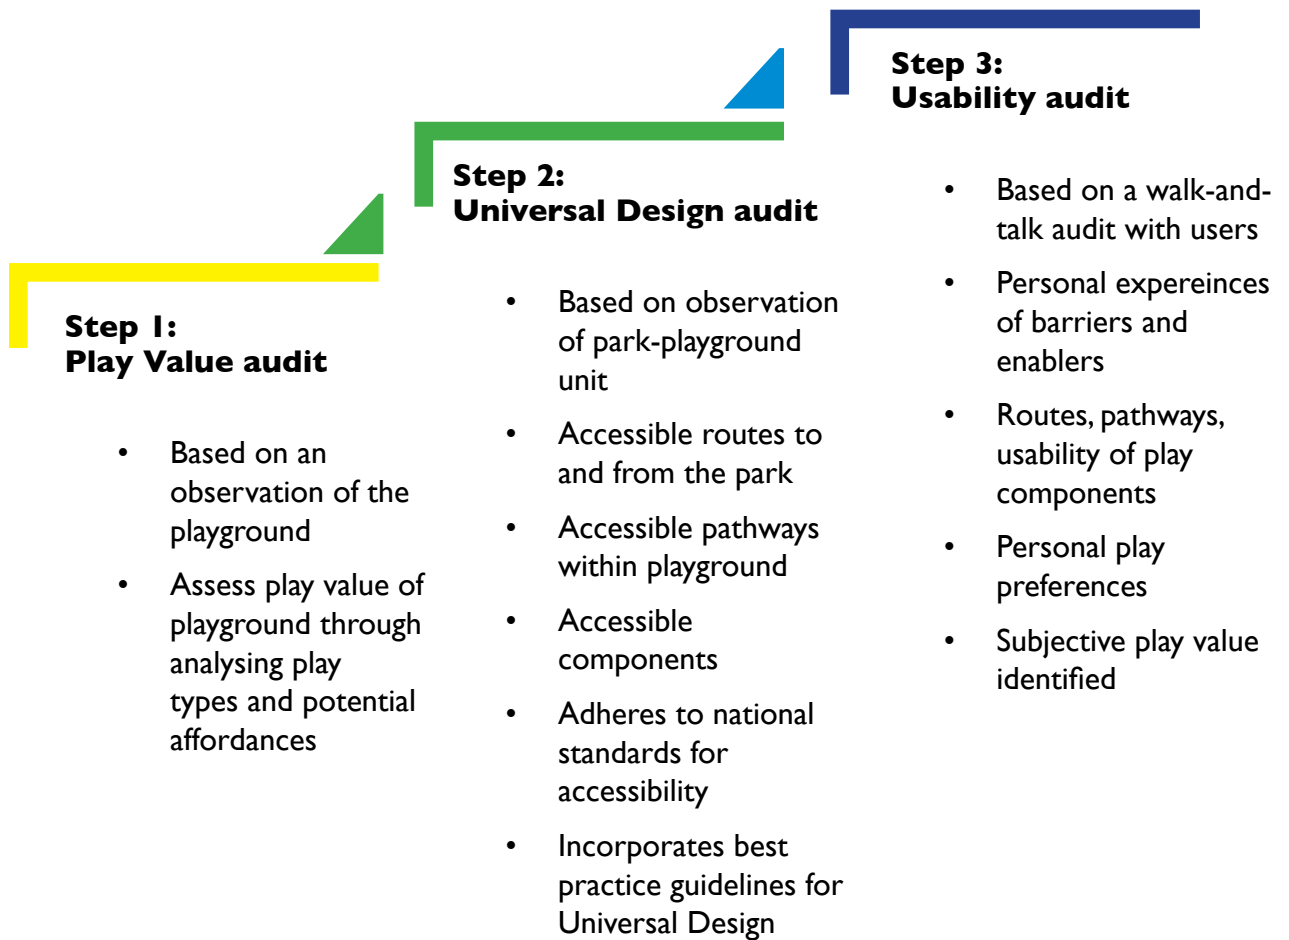 Step 1:
Play Value audit
• Based on an
observation of the
playground
• Assess play value of
playground through
analysing play
types and potential
affordances
Step 2:
Universal Design audit
• Based on observation
of park-playground
unit
• Accessible routes to
and from the park
• Accessible pathways
within playground
• Accessible
components
• Adheres to national
standards for
accessibility
• Incorporates best
practice guidelines for
Universal Design
Step 3:
Usability audit
• Based on a walk-and-
talk audit with users
• Personal expereinces
of barriers and
enablers
• Routes, pathways,
usability of play
components
• Personal play
preferences
• Subjective play value
identified